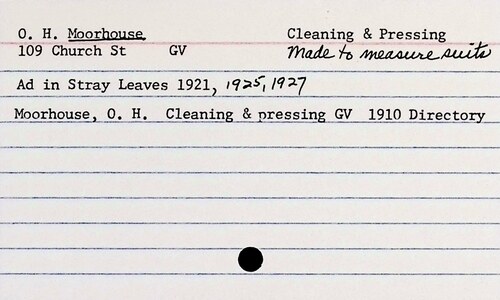 O. H. Moorhouse Cleaning & Pressing
109 Church St GV Made to measure suits
Ad in Stray Leaves 1921, 1925, 1927
Moorhouse, O. H. Cleaning & pressing GV 1910 Directory